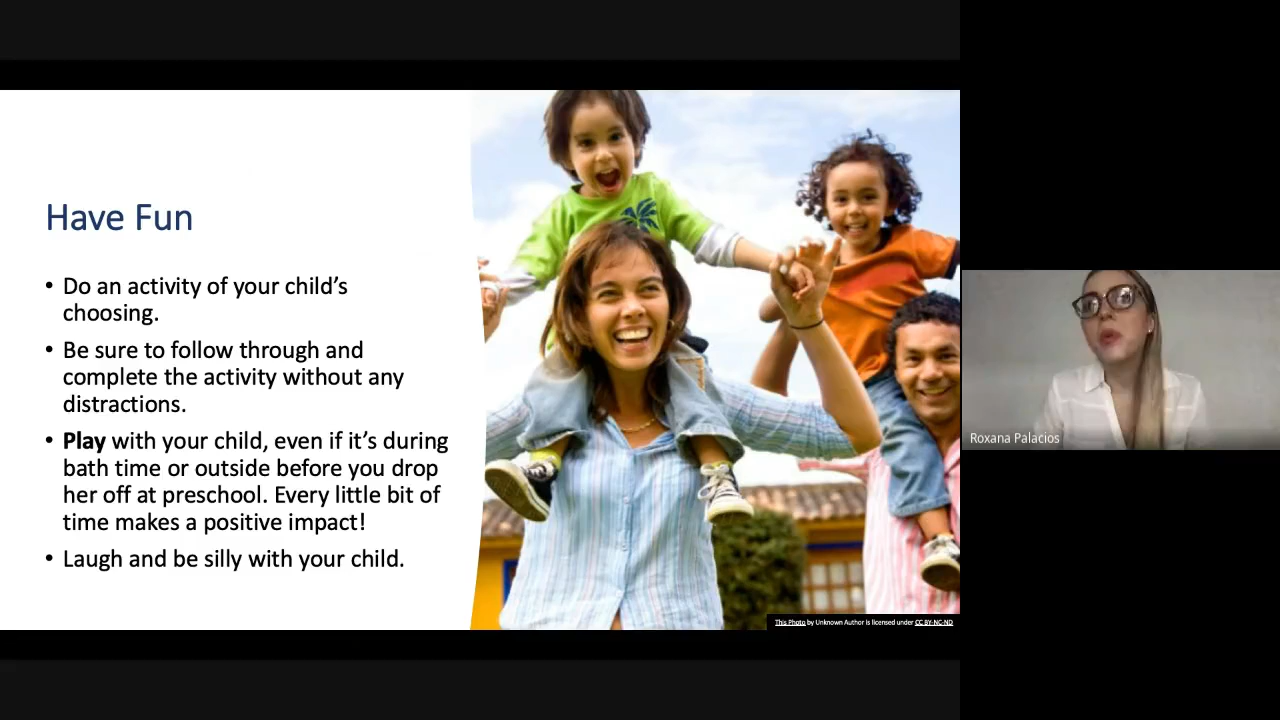 Have Fun
• Do an activity of your child's
choosing.
• Be sure to follow through and
complete the activity without any
distractions.
• Play with your child, even if it's during
bath time or outside before you drop
her off at preschool. Every little bit of
time makes a positive impact!
• Laugh and be silly with your child.
This Photo by Unknown Author is licensed under CC BY-NC-ND
Roxana Palacios